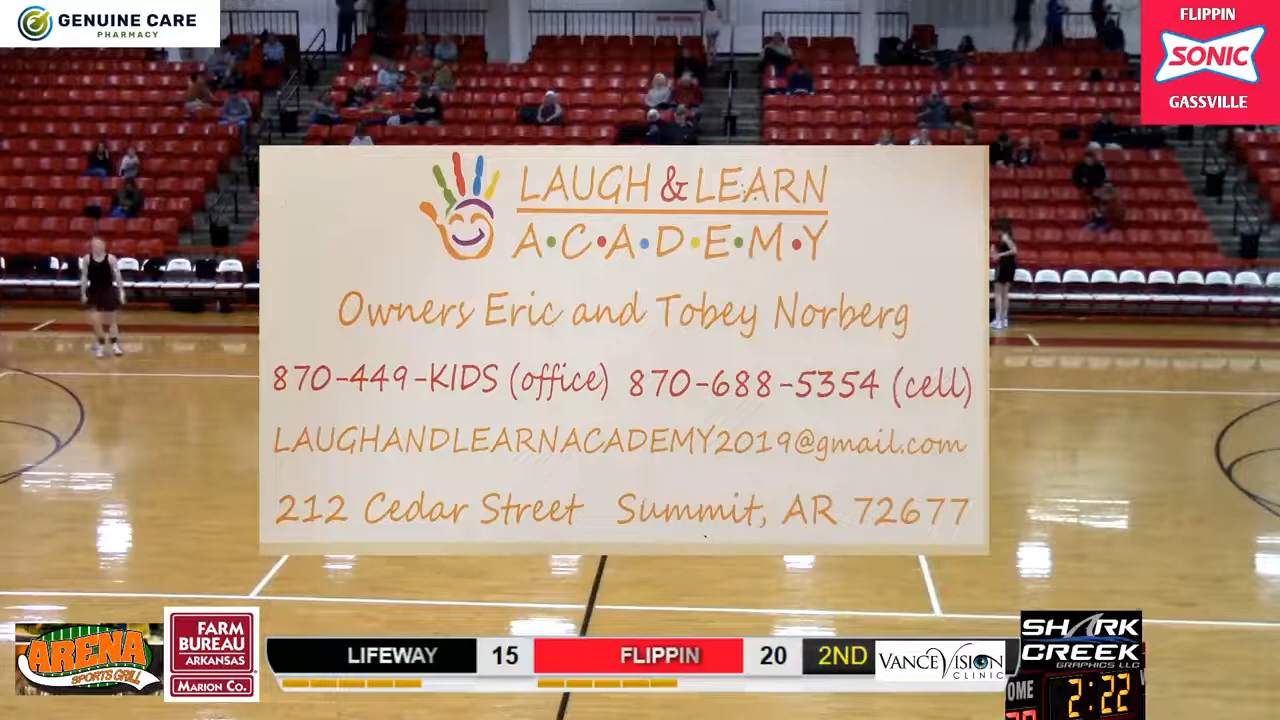 GENUINE CARE
PHARMACY
FLIPPIN
SONIC
GASSVILLE
LAUGH & LEARN
A•C•A•D•E•M•Y
Owners Eric and Tobey Norberg
870-449-KIDS (office) 870-688-5354 (cell)
LAUGHANDLEARNACADEMY2019@gmail.com
212 Cedar Street Summit, AR 72677
ARENA
SPORTS GRILL
FARM
BUREAU
ARKANSAS
MARION CO.
LIFEWAY 15 FLIPPIN 20 2ND
VANCE VISION
CLINIC
SHARK
CREEK
GRAPHICS LLC
OME
2:22